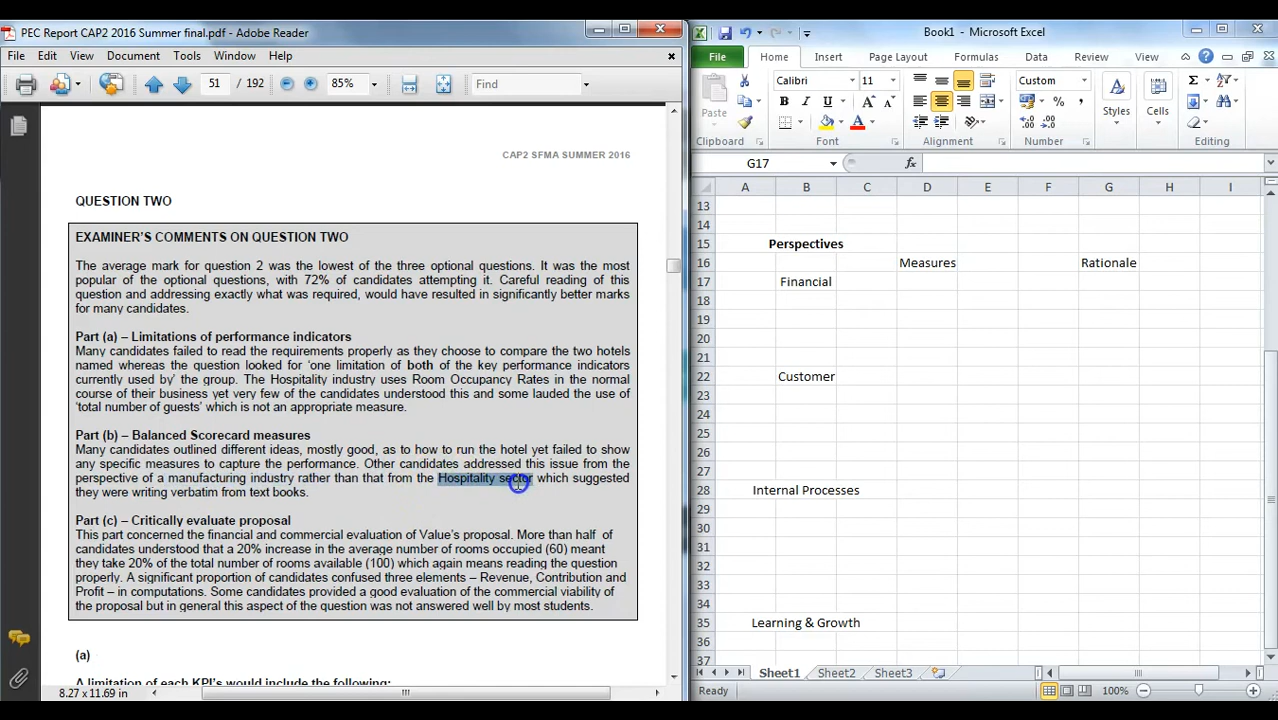 PEC Report CAP2 2016 Summer final.pdf - Adobe Reader
File Edit View Document Tools Window Help
51 / 192 85% Find
CAP2 SFMA SUMMER 2016
QUESTION TWO
EXAMINER'S COMMENTS ON QUESTION TWO
The average mark for question 2 was the lowest of the three optional questions. It was the most
popular of the optional questions, with 72% of candidates attempting it. Careful reading of this
question and addressing exactly what was required, would have resulted in significantly better marks
for many candidates.
Part (a) – Limitations of performance indicators
Many candidates failed to read the requirements properly as they choose to compare the two hotels
named whereas the question looked for 'one limitation of both of the key performance indicators
currently used by' the group. The Hospitality industry uses Room Occupancy Rates in the normal
course of their business yet very few of the candidates understood this and some lauded the use of
'total number of guests' which is not an appropriate measure.
Part (b) – Balanced Scorecard measures
Many candidates outlined different ideas, mostly good, as to how to run the hotel yet failed to show
any specific measures to capture the performance. Other candidates addressed this issue from the
perspective of a manufacturing industry rather than that from the Hospitality sector which suggested
they were writing verbatim from text books.
Part (c) – Critically evaluate proposal
This part concerned the financial and commercial evaluation of Value's proposal. More than half of
candidates understood that a 20% increase in the average number of rooms occupied (60) meant
they take 20% of the total number of rooms available (100) which again means reading the question
properly. A significant proportion of candidates confused three elements – Revenue, Contribution and
Profit – in computations. Some candidates provided a good evaluation of the commercial viability of
the proposal but in general this aspect of the question was not answered well by most students.
(a)
A limitation of each KPI's would include the following:
8.27 x 11.69 in
Book1 - Microsoft Excel
File Home Insert Page Layout Formulas Data Review View
Paste Calibri 11 Custom Styles Cells
B I U A A A % ,
Clipboard Font Alignment Number Editing
G17 fx
A B C D E F G H I
13
14
15 Perspectives
16 Measures Rationale
17 Financial
18
19
20
21
22 Customer
23
24
25
26
27
28 Internal Processes
29
30
31
32
33
34
35 Learning & Growth
36
37
Sheet1 Sheet2 Sheet3
Ready 100%